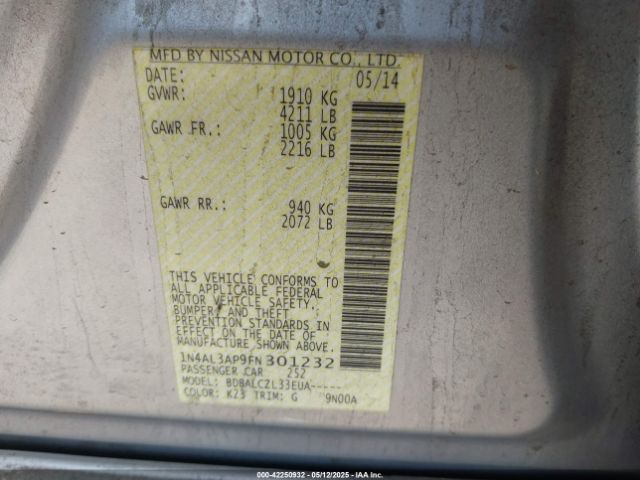 MFD BY NISSAN MOTOR CO., LTD.
DATE: 05/14
GVWR: 1910 KG
4211 LB
GAWR FR.: 1005 KG
2216 LB
GAWR RR.: 940 KG
2072 LB
THIS VEHICLE CONFORMS TO
ALL APPLICABLE FEDERAL
MOTOR VEHICLE SAFETY,
BUMPER, AND THEFT
PREVENTION STANDARDS IN
EFFECT ON THE DATE OF
MANUFACTURE SHOWN ABOVE.
1N4AL3AP9FN301232
PASSENGER CAR 252
MODEL: BDBALCZL33EUA-----
COLOR: K23 TRIM: G 9N00A
000-42250932 - 05/12/2025 - IAA Inc.